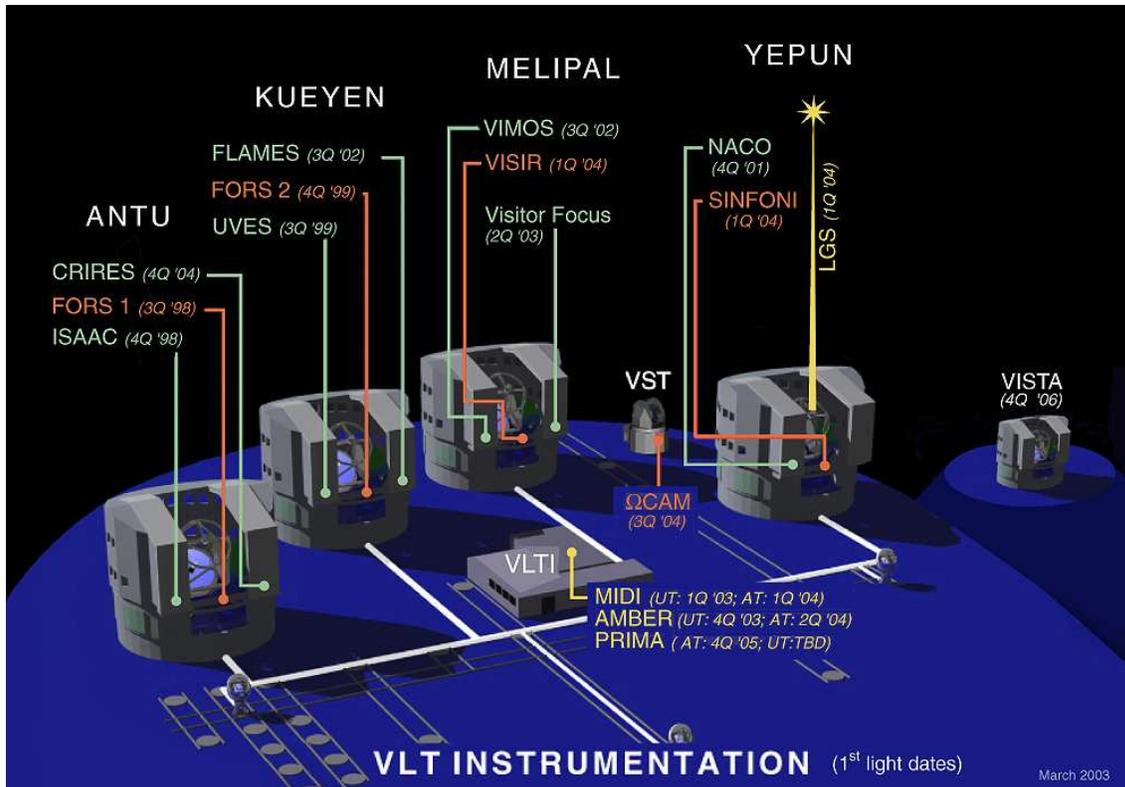 ANTU
CRIRES (4Q '04)
FORS 1 (3Q '98)
ISAAC (4Q '98)
KUEYEN
FLAMES (3Q '02)
FORS 2 (4Q '99)
UVES (3Q '99)
MELIPAL
VIMOS (3Q '02)
VISIR (1Q '04)
Visitor Focus
(2Q '03)
YEPUN
NACO
(4Q '01)
SINFONI
(1Q '04)
LGS (1Q '04)
VST
ΩCAM
(3Q '04)
VISTA
(4Q '06)
VLTI
MIDI (UT: 1Q '03; AT: 1Q '04)
AMBER (UT: 4Q '03; AT: 2Q '04)
PRIMA ( AT: 4Q '05; UT:TBD)
VLT INSTRUMENTATION (1st light dates)
March 2003